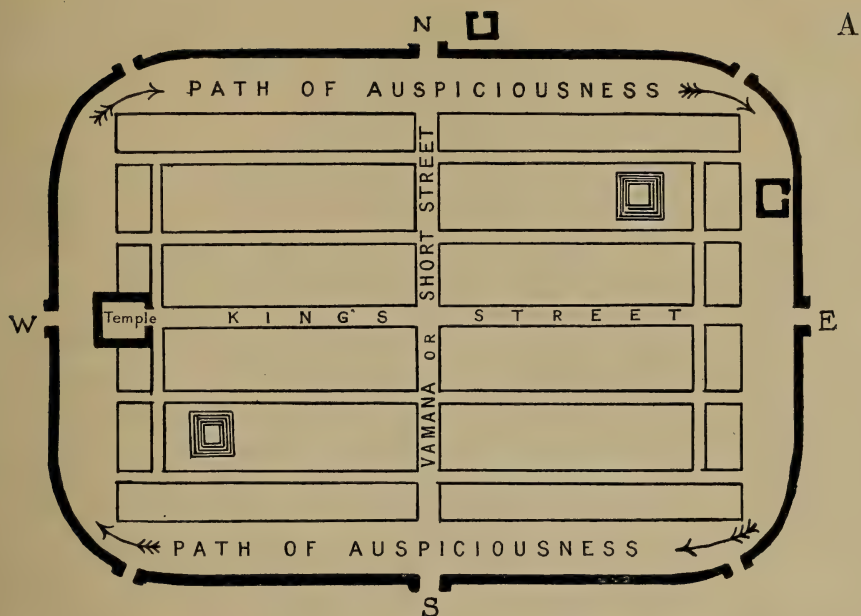 N
A
PATH OF AUSPICIOUSNESS
VAMANA OR SHORT STREET
W
Temple
KING'S STREET
E
PATH OF AUSPICIOUSNESS
S